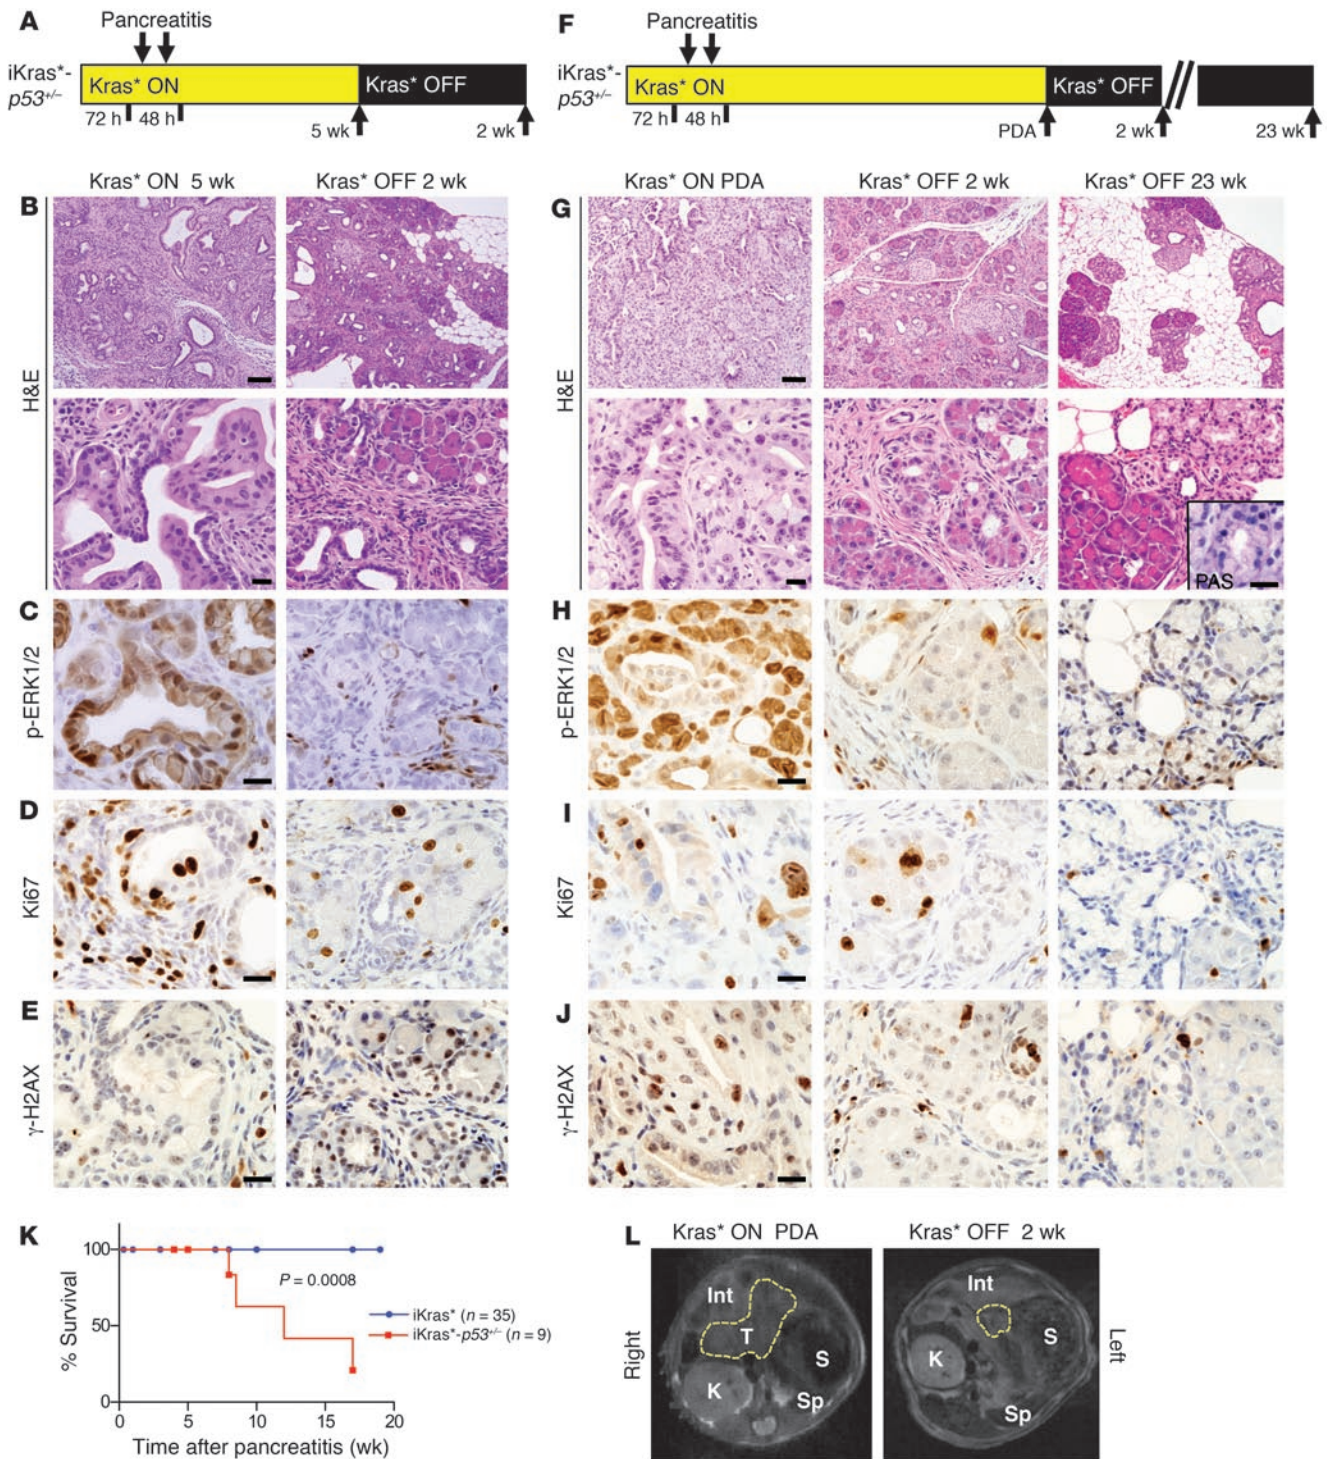 A
Pancreatitis
iKras*-
p53+/–
Kras* ON
Kras* OFF
72 h
48 h
5 wk
2 wk
F
Pancreatitis
iKras*-
p53+/–
Kras* ON
Kras* OFF
72 h
48 h
PDA
2 wk
23 wk
Kras* ON 5 wk
Kras* OFF 2 wk
B
H&E
C
p-ERK1/2
D
Ki67
E
γ-H2AX
Kras* ON PDA
Kras* OFF 2 wk
Kras* OFF 23 wk
G
H&E
PAS
H
p-ERK1/2
I
Ki67
J
γ-H2AX
K
% Survival
100
50
0
P = 0.0008
iKras* (n = 35)
iKras*-p53+/– (n = 9)
0 5 10 15 20
Time after pancreatitis (wk)
L
Kras* ON PDA
Kras* OFF 2 wk
Right
Int
T
S
K
Sp
Int
S
K
Sp
Left